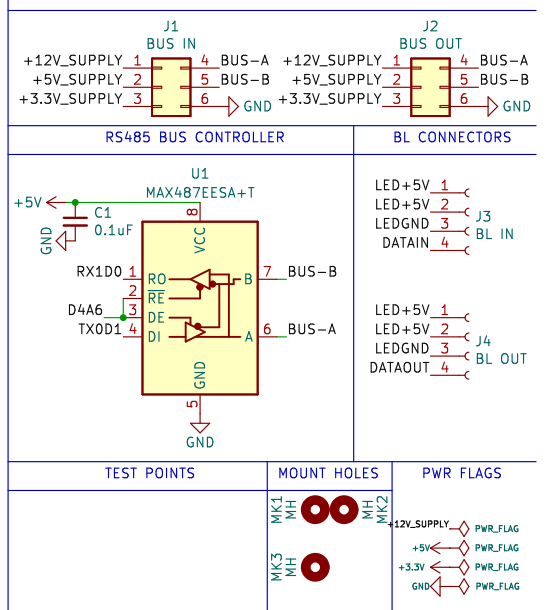 J1
BUS IN
+12V_SUPPLY 1 4 BUS-A
+5V_SUPPLY 2 5 BUS-B
+3.3V_SUPPLY 3 6 GND
J2
BUS OUT
+12V_SUPPLY 1 4 BUS-A
+5V_SUPPLY 2 5 BUS-B
+3.3V_SUPPLY 3 6 GND
RS485 BUS CONTROLLER
U1
MAX487EESA+T
+5V
C1
0.1uF
GND
8
VCC
RX1D0 1 RO B 7 BUS-B
2 RE
D4A6 3 DE
TX0D1 4 DI A 6 BUS-A
GND
5
GND
BL CONNECTORS
LED+5V 1
LED+5V 2
LEDGND 3
DATAIN 4
J3
BL IN
LED+5V 1
LED+5V 2
LEDGND 3
DATAOUT 4
J4
BL OUT
TEST POINTS
MOUNT HOLES
MK1
MH
MH
MK2
MK3
MH
PWR FLAGS
+12V_SUPPLY PWR_FLAG
+5V PWR_FLAG
+3.3V PWR_FLAG
GND PWR_FLAG